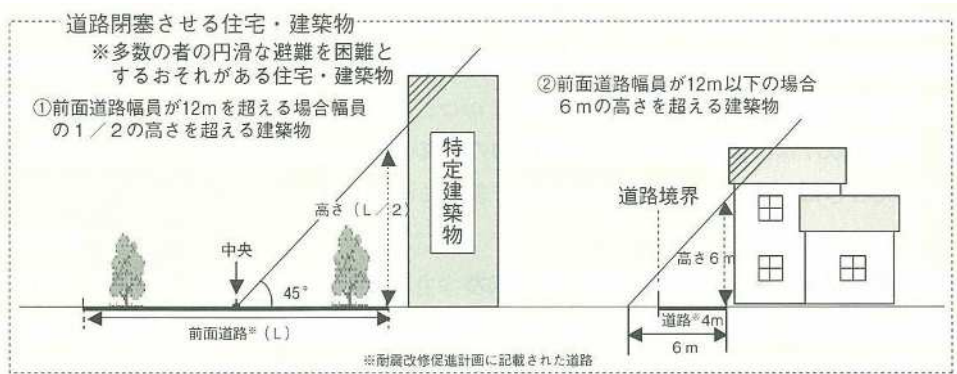 道路閉塞させる住宅・建築物
※多数の者の円滑な避難を困難と
するおそれがある住宅・建築物
①前面道路幅員が12mを超える場合幅員
の1／2の高さを超える建築物
②前面道路幅員が12m以下の場合
6mの高さを超える建築物
特定建築物
道路境界
高さ（L／2）
中央
高さ6m
45°
道路※4m
前面道路※（L）
6m
※耐震改修促進計画に記載された道路